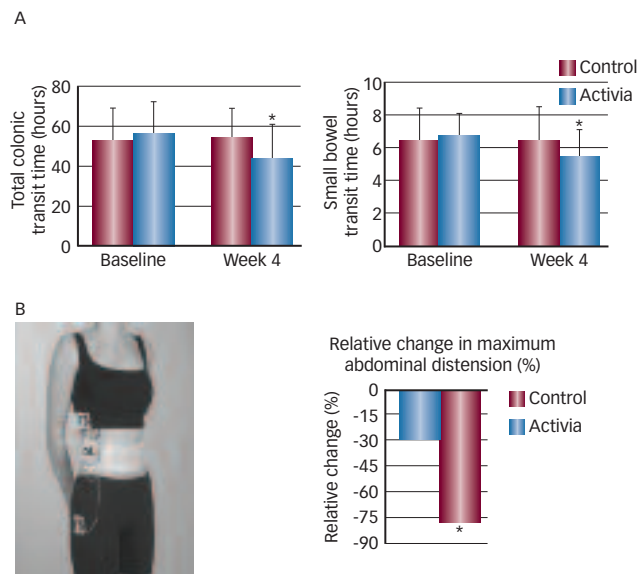 A
Total colonic
transit time (hours)
80
60
40
20
0
*
Baseline
Week 4
Small bowel
transit time (hours)
10
8
6
4
2
0
*
Baseline
Week 4
Control
Activia
B
Relative change in maximum
abdominal distension (%)
Relative change (%)
0
-15
-30
-45
-60
-75
-90
*
Control
Activia